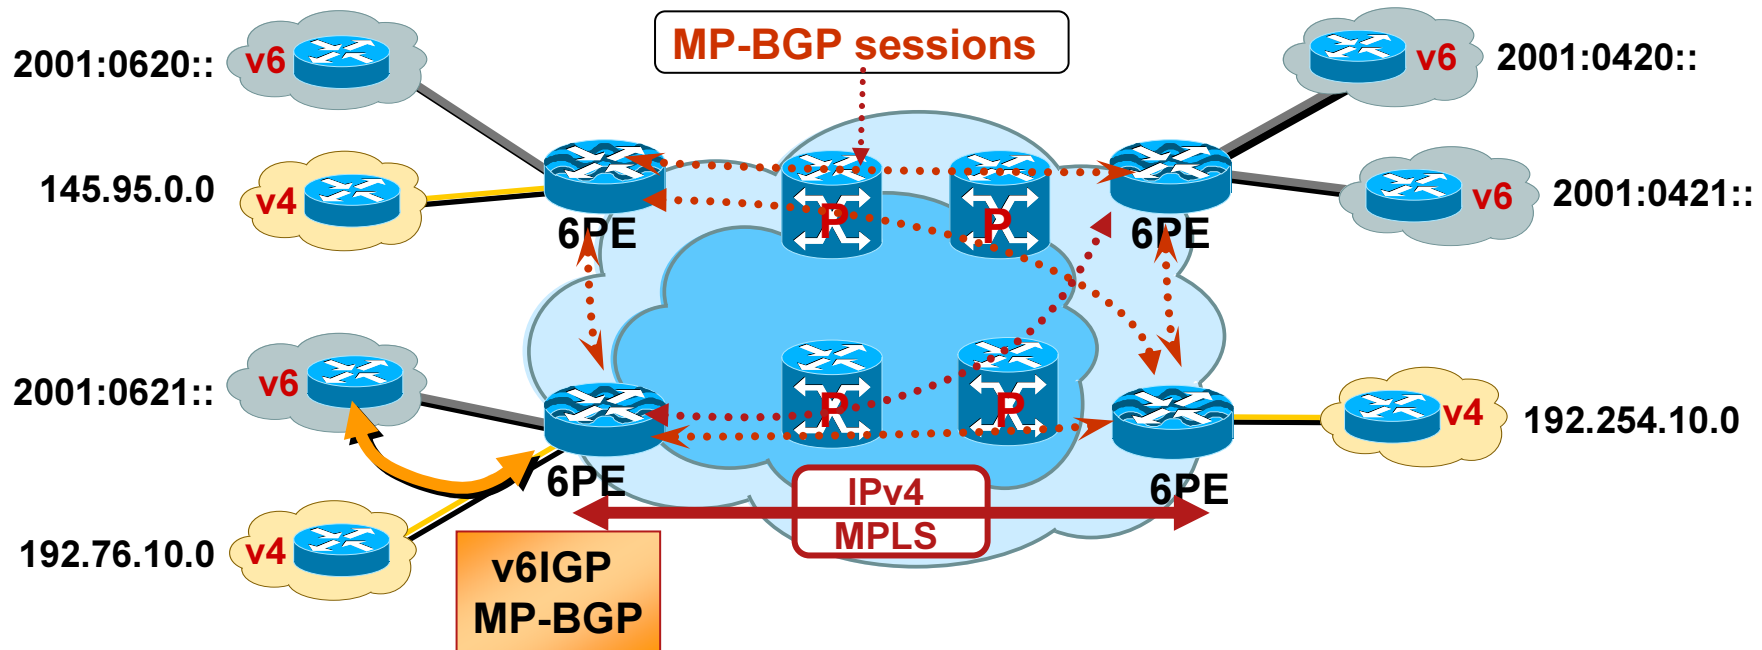 MP-BGP sessions
2001:0620::
v6
v6
2001:0420::
145.95.0.0
v4
6PE
P
P
6PE
v6
2001:0421::
2001:0621::
v6
6PE
P
P
6PE
v4
192.254.10.0
192.76.10.0
v4
IPv4
MPLS
v6IGP
MP-BGP